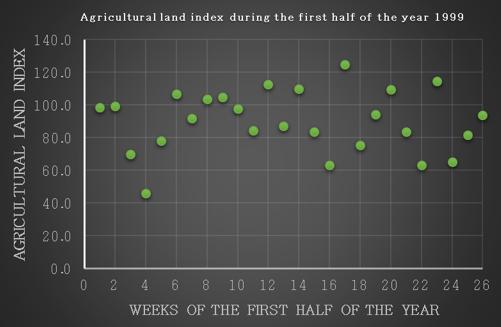 Agricultural land index during the first half of the year 1999
140.0
120.0
100.0
80.0
60.0
40.0
20.0
0.0
AGRICULTURAL LAND INDEX
0 2 4 6 8 10 12 14 16 18 20 22 24 26
WEEKS OF THE FIRST HALF OF THE YEAR